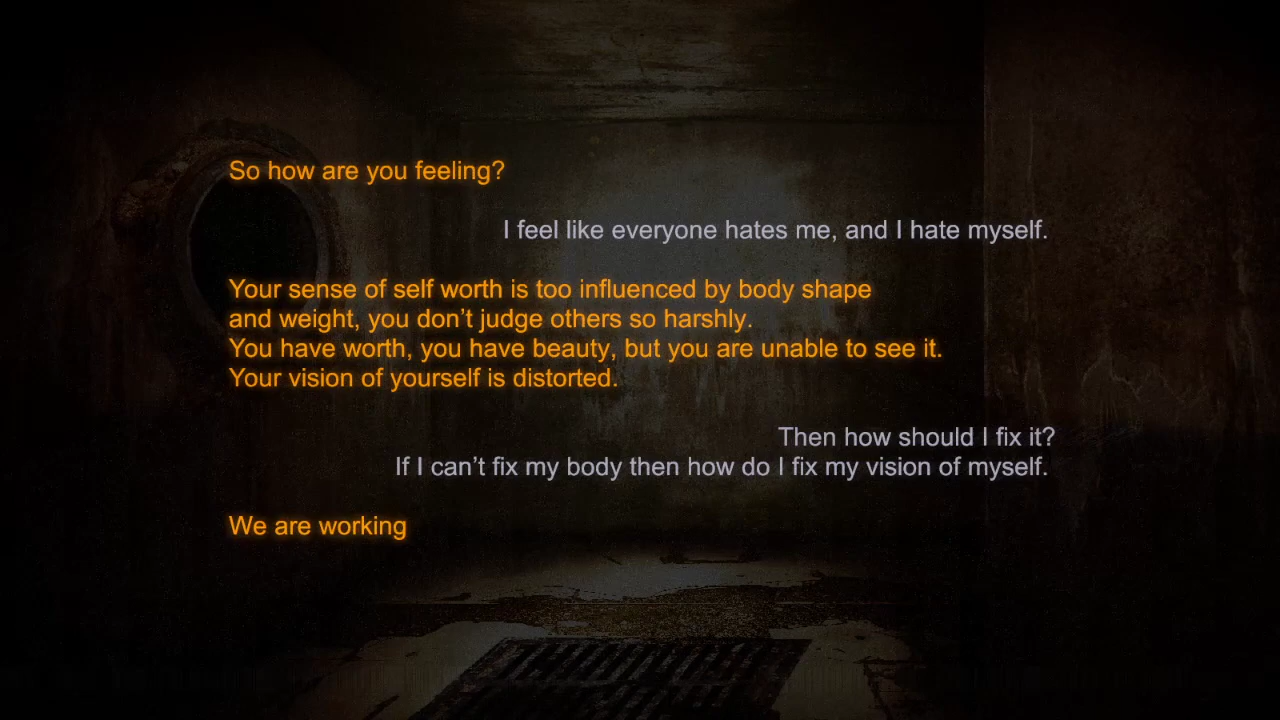 So how are you feeling?
I feel like everyone hates me, and I hate myself.
Your sense of self worth is too influenced by body shape
and weight, you don't judge others so harshly.
You have worth, you have beauty, but you are unable to see it.
Your vision of yourself is distorted.
Then how should I fix it?
If I can't fix my body then how do I fix my vision of myself.
We are working